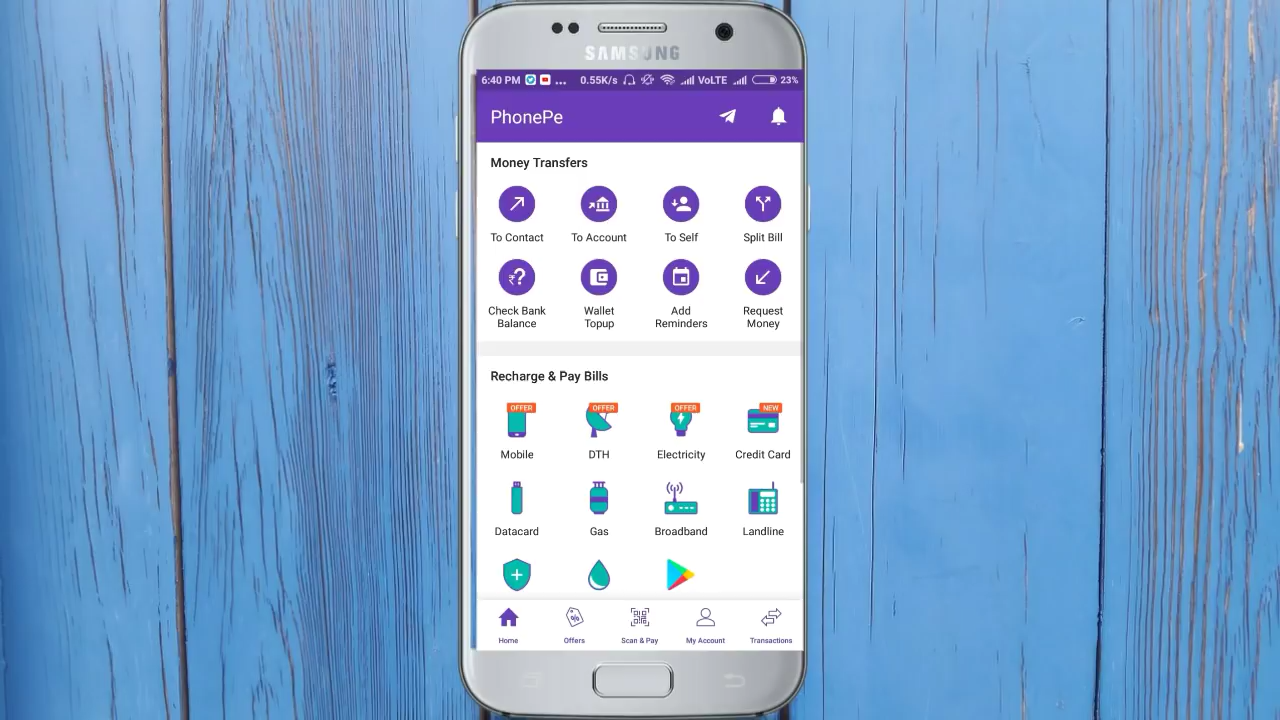 SAMSUNG
6:40 PM ... 0.55K/s VoLTE 23%
PhonePe
Money Transfers
To Contact To Account To Self Split Bill
₹?
Check Bank Balance
Wallet Topup
Add Reminders
Request Money
Recharge & Pay Bills
OFFER OFFER OFFER NEW
Mobile DTH Electricity Credit Card
Datacard Gas Broadband Landline
%
Home Offers Scan & Pay My Account Transactions